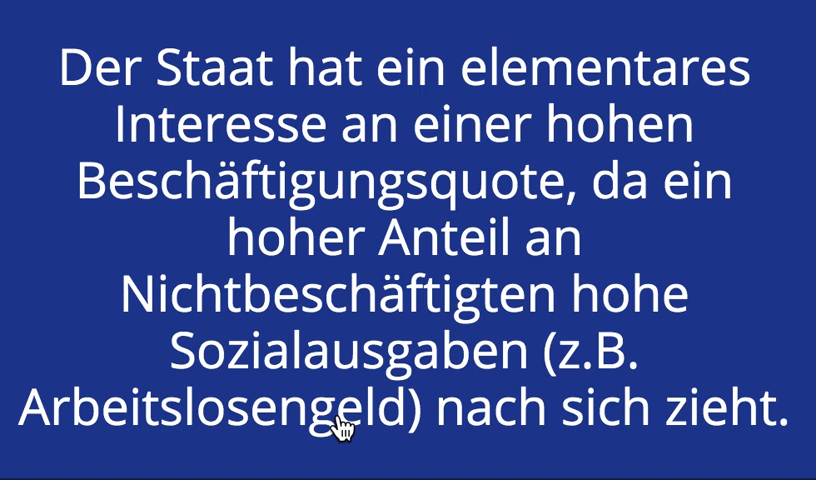 Der Staat hat ein elementares
Interesse an einer hohen
Beschäftigungsquote, da ein
hoher Anteil an
Nichtbeschäftigten hohe
Sozialausgaben (z.B.
Arbeitslosengeld) nach sich zieht.